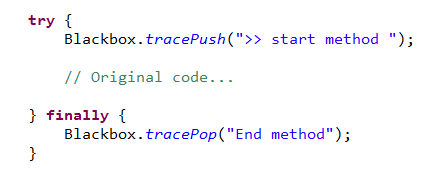 try {
    Blackbox.tracePush(">> start method ");
    // Original code...
} finally {
    Blackbox.tracePop("End method");
}